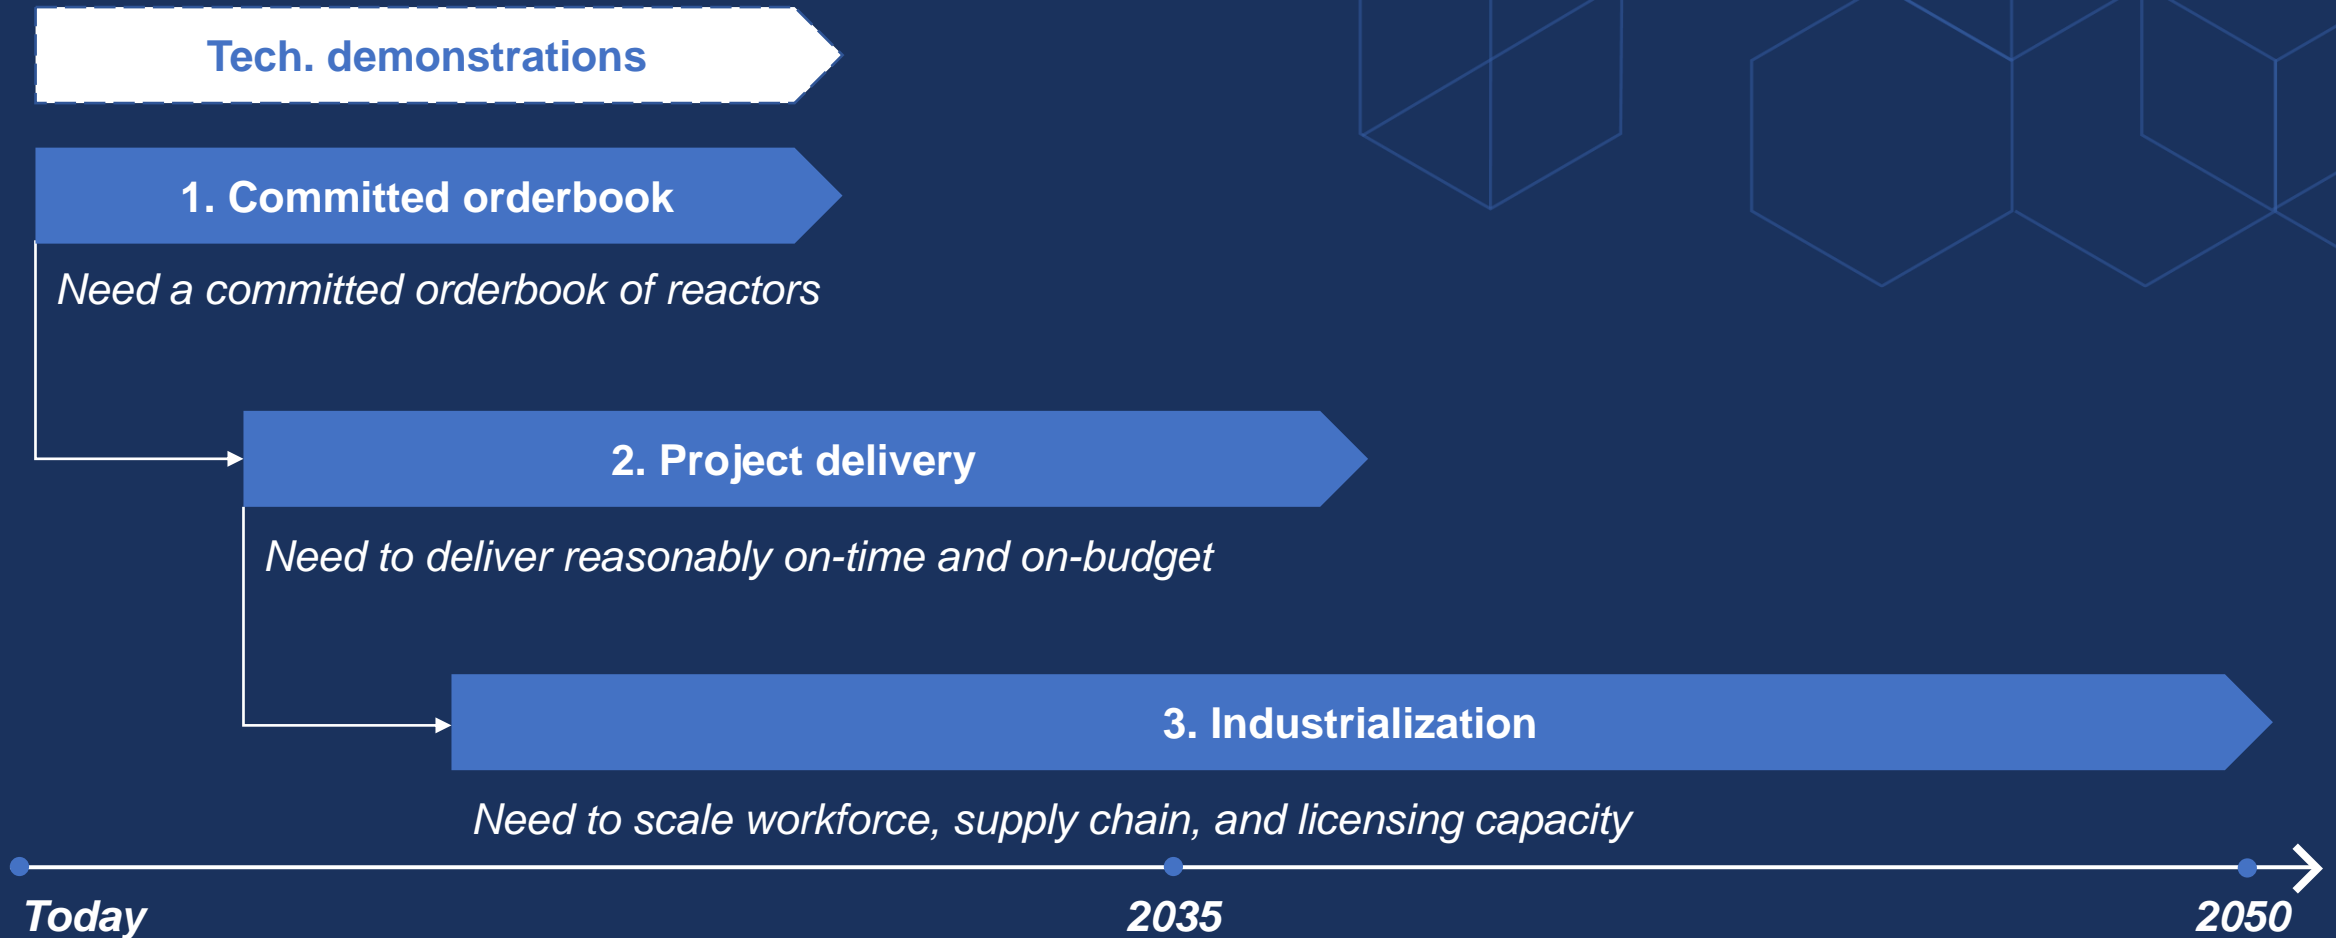 Tech. demonstrations
1. Committed orderbook
Need a committed orderbook of reactors
2. Project delivery
Need to deliver reasonably on-time and on-budget
3. Industrialization
Need to scale workforce, supply chain, and licensing capacity
Today
2035
2050